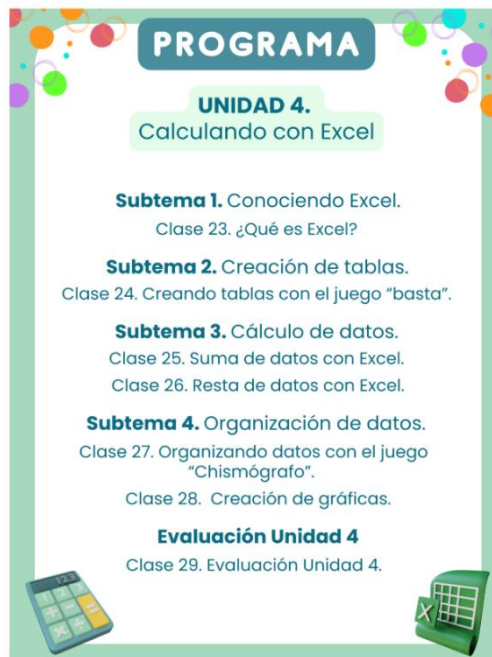 PROGRAMA
UNIDAD 4.
Calculando con Excel
Subtema 1. Conociendo Excel.
Clase 23. ¿Qué es Excel?
Subtema 2. Creación de tablas.
Clase 24. Creando tablas con el juego “basta”.
Subtema 3. Cálculo de datos.
Clase 25. Suma de datos con Excel.
Clase 26. Resta de datos con Excel.
Subtema 4. Organización de datos.
Clase 27. Organizando datos con el juego
“Chismógrafo”.
Clase 28. Creación de gráficas.
Evaluación Unidad 4
Clase 29. Evaluación Unidad 4.
123
X